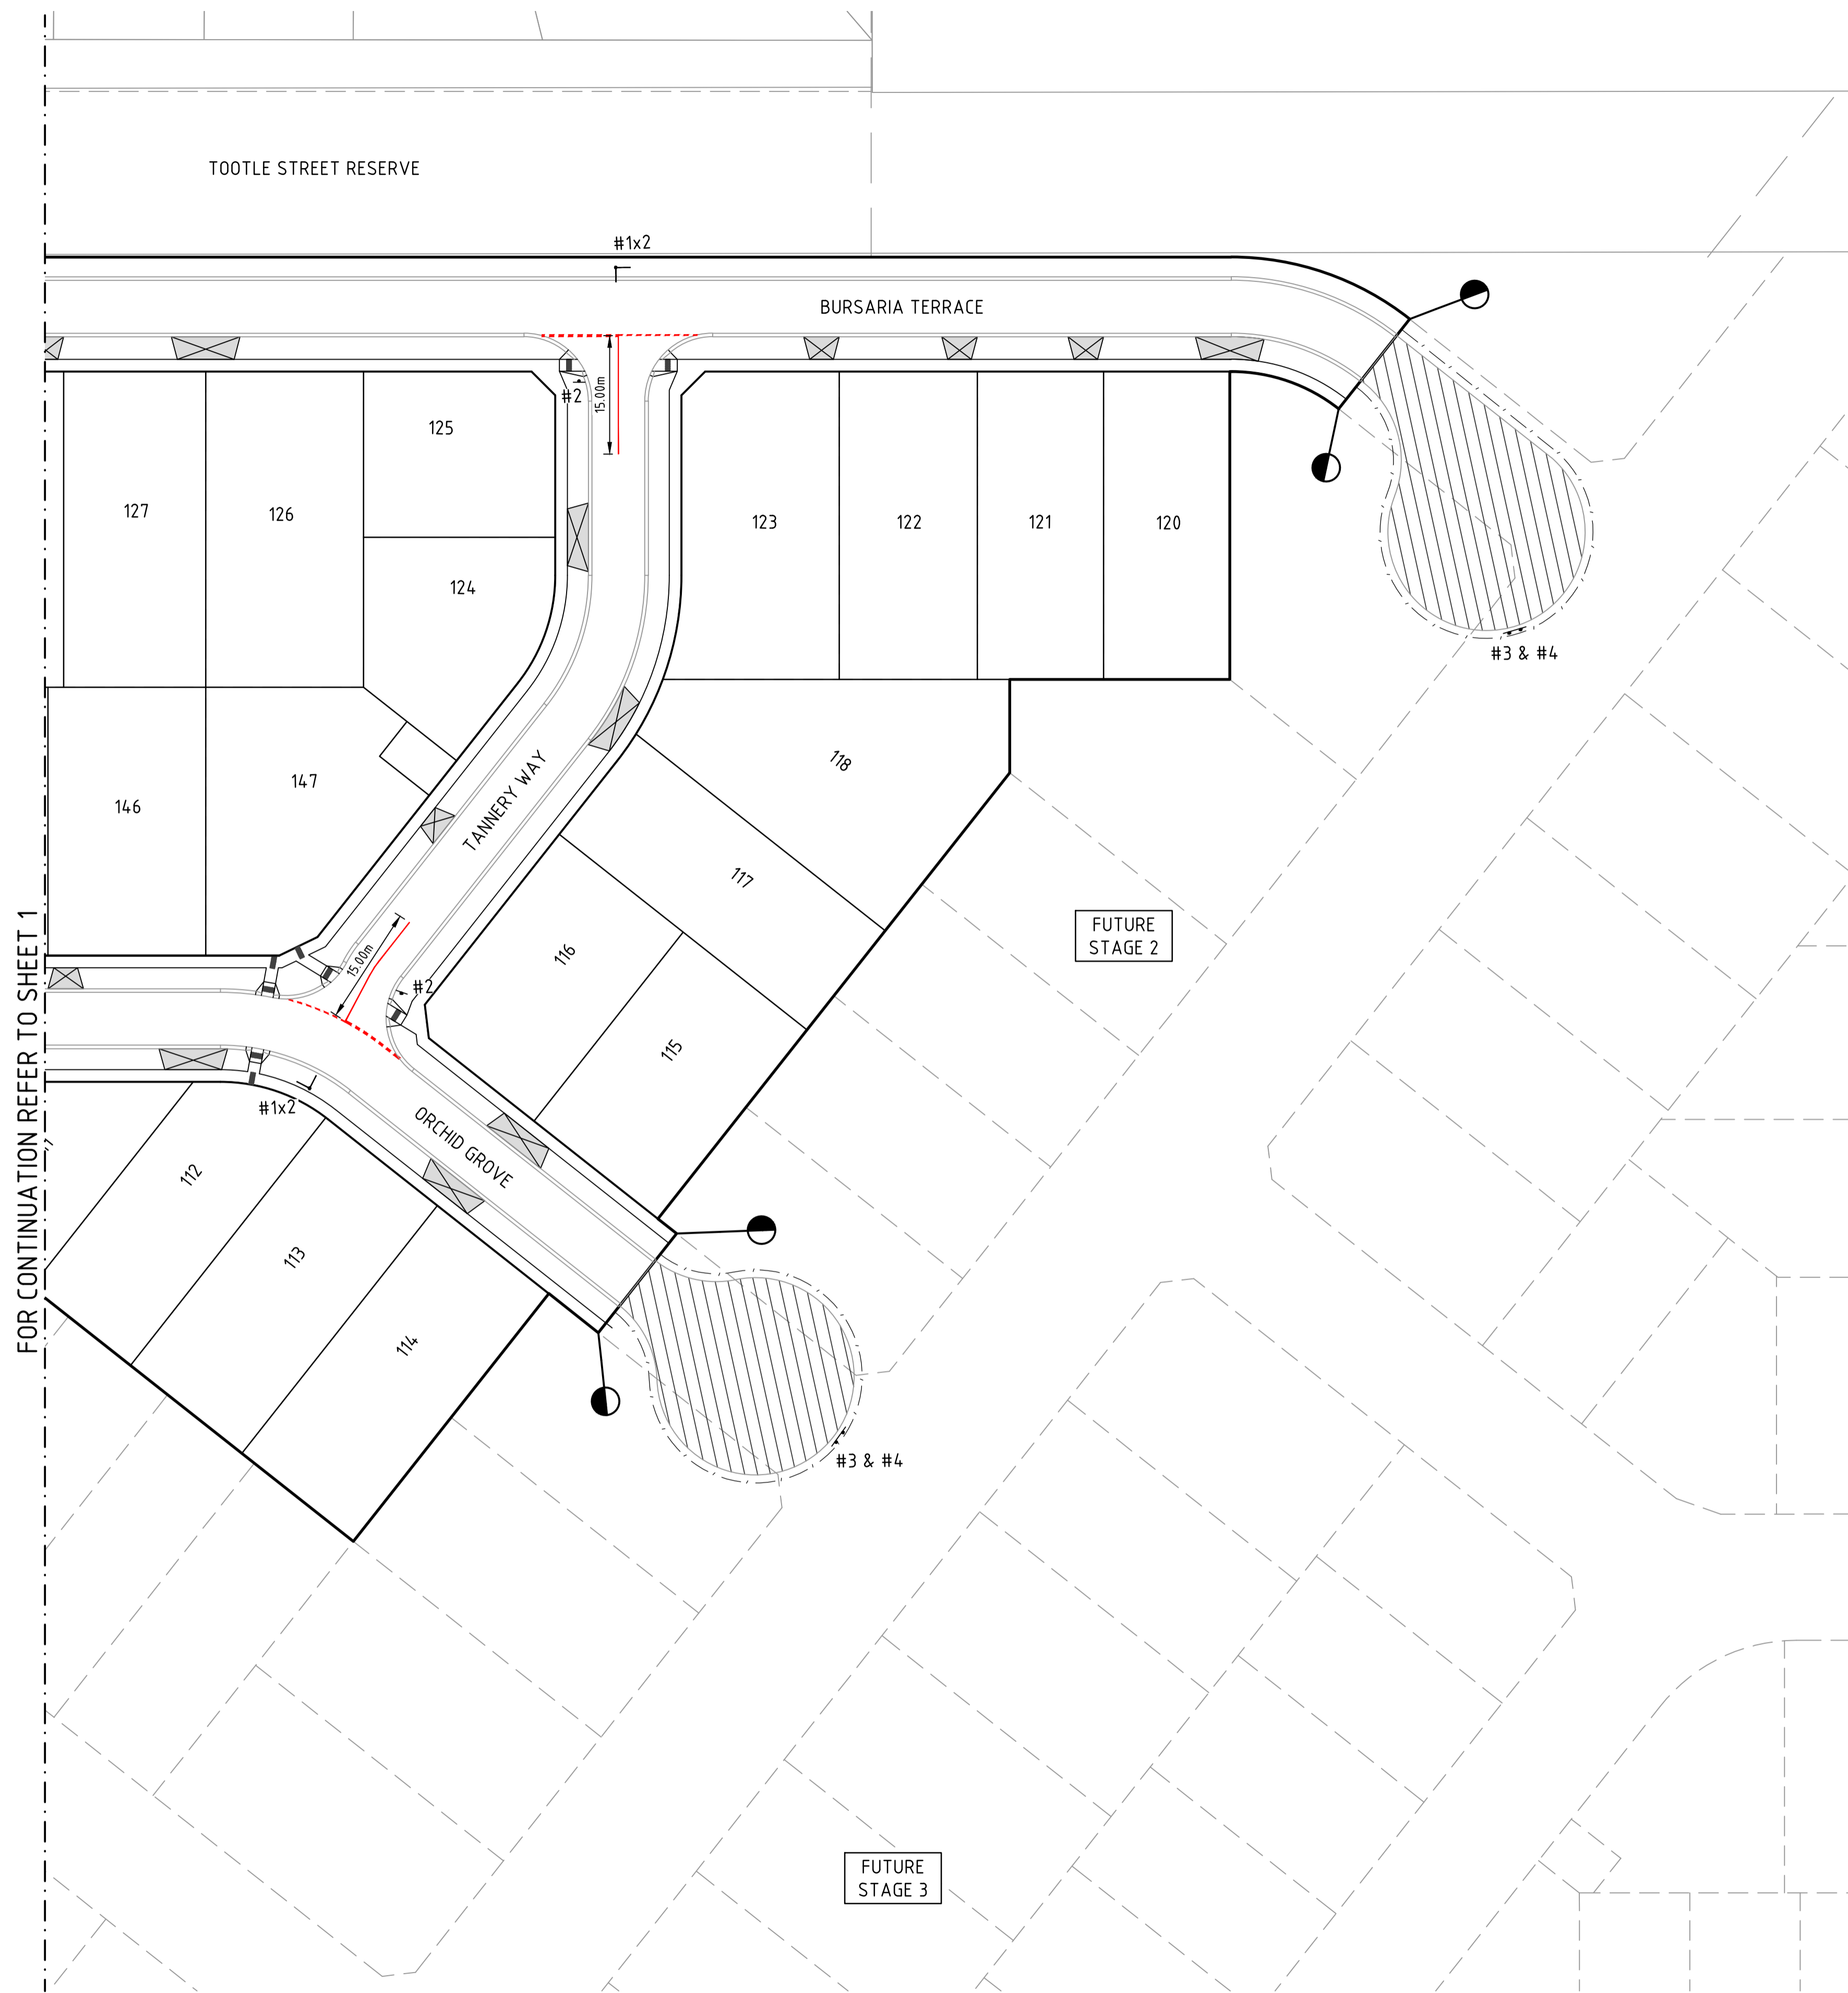 TOOTLE STREET RESERVE
#1x2
BURSARIA TERRACE
#2
15.00m
125
127
126
123
122
121
120
124
#3 & #4
118
147
146
TANNERY WAY
117
116
FUTURE
STAGE 2
15.00m
#2
115
FOR CONTINUATION REFER TO SHEET 1
#1x2
ORCHID GROVE
112
113
114
#3 & #4
FUTURE
STAGE 3